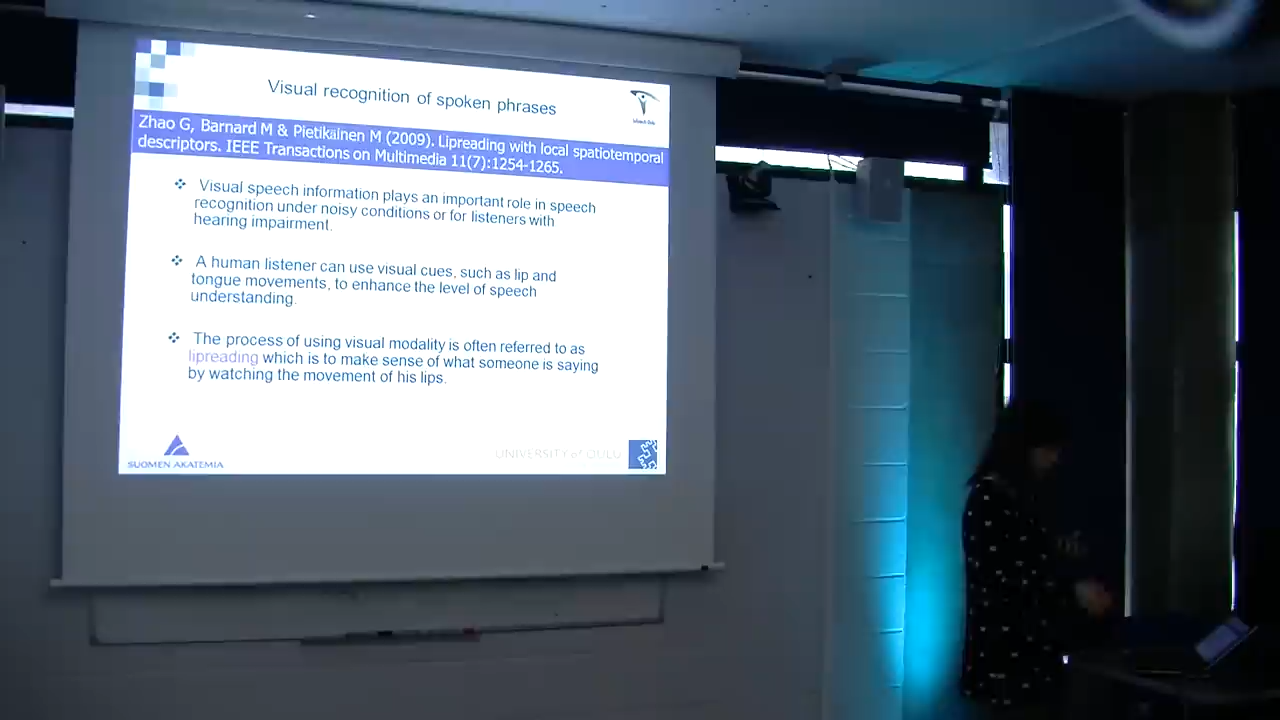 Visual recognition of spoken phrases
Zhao G, Barnard M & Pietikäinen M (2009). Lipreading with local spatiotemporal
descriptors. IEEE Transactions on Multimedia 11(7):1254-1265.
Visual speech information plays an important role in speech
recognition under noisy conditions or for listeners with
hearing impairment.
A human listener can use visual cues, such as lip and
tongue movements, to enhance the level of speech
understanding.
The process of using visual modality is often referred to as
lipreading which is to make sense of what someone is saying
by watching the movement of his lips.
SUOMEN AKATEMIA
UNIVERSITY of OULU